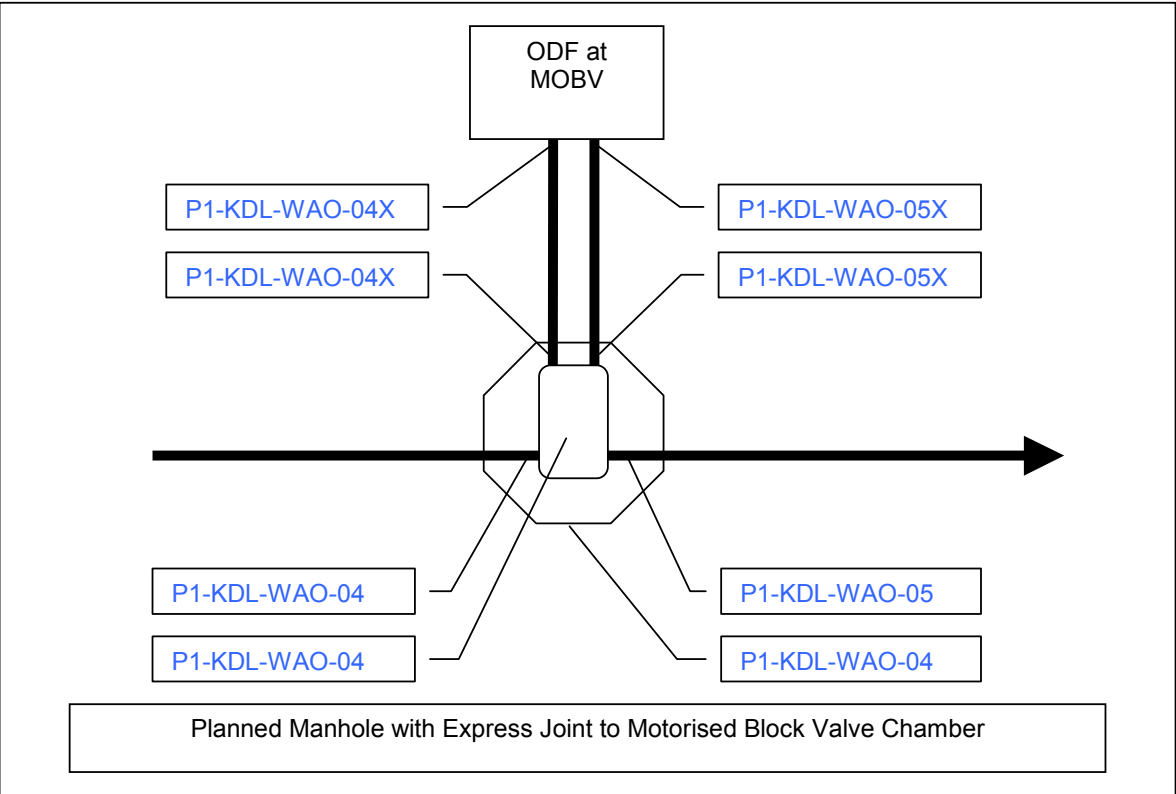 ODF at
MOBV
P1-KDL-WAO-04X
P1-KDL-WAO-05X
P1-KDL-WAO-04X
P1-KDL-WAO-05X
P1-KDL-WAO-04
P1-KDL-WAO-05
P1-KDL-WAO-04
P1-KDL-WAO-04
Planned Manhole with Express Joint to Motorised Block Valve Chamber